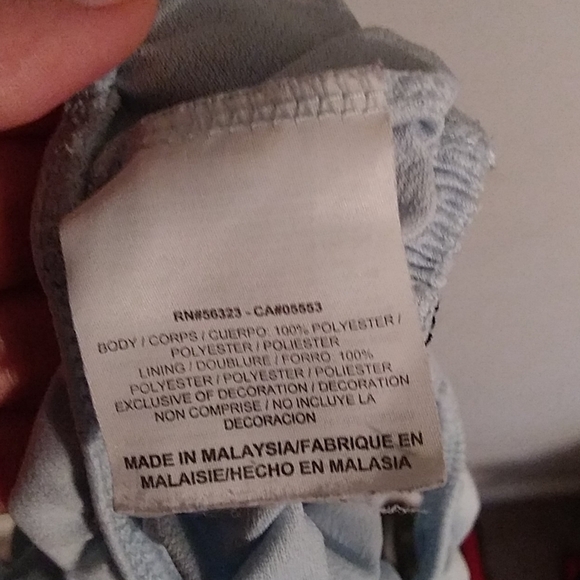 RN#56323 - CA#05553
BODY / CORPS / CUERPO: 100% POLYESTER /
POLYESTER / POLIESTER
LINING / DOUBLURE / FORRO: 100%
POLYESTER / POLYESTER / POLIESTER
EXCLUSIVE OF DECORATION / DECORATION
NON COMPRISE / NO INCLUYE LA
DECORACION
MADE IN MALAYSIA/FABRIQUE EN
MALAISIE/HECHO EN MALASIA